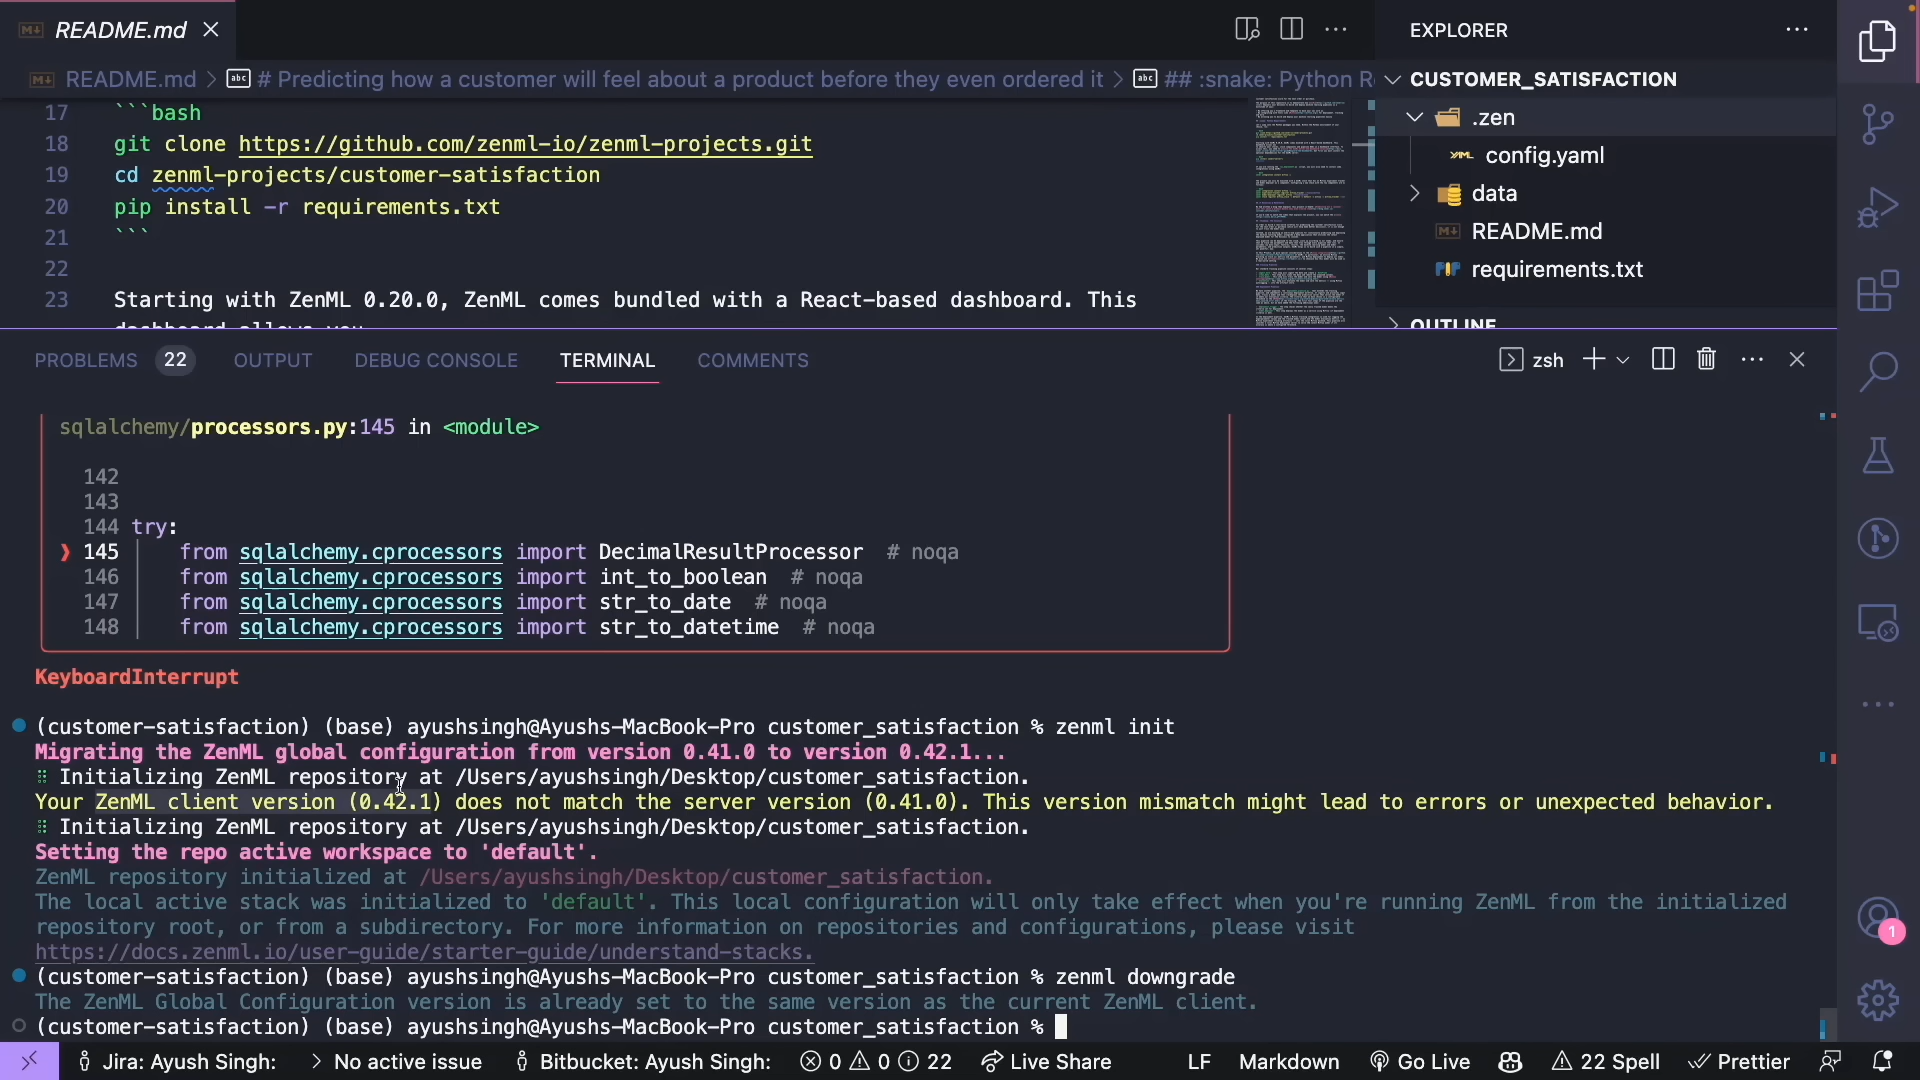 README.md
EXPLORER
README.md > # Predicting how a customer will feel about a product before they even ordered it > ## :snake: Python R
CUSTOMER_SATISFACTION
17 ```bash
18 git clone https://github.com/zenml-io/zenml-projects.git
19 cd zenml-projects/customer-satisfaction
20 pip install -r requirements.txt
21 ```
22
23 Starting with ZenML 0.20.0, ZenML comes bundled with a React-based dashboard. This
dashboard allows you
.zen
config.yaml
data
README.md
requirements.txt
OUTLINE
PROBLEMS 22 OUTPUT DEBUG CONSOLE TERMINAL COMMENTS zsh
sqlalchemy/processors.py:145 in <module>
142
143
144 try:
❱ 145 from sqlalchemy.cprocessors import DecimalResultProcessor # noqa
146 from sqlalchemy.cprocessors import int_to_boolean # noqa
147 from sqlalchemy.cprocessors import str_to_date # noqa
148 from sqlalchemy.cprocessors import str_to_datetime # noqa
KeyboardInterrupt
(customer-satisfaction) (base) ayushsingh@Ayushs-MacBook-Pro customer_satisfaction % zenml init
Migrating the ZenML global configuration from version 0.41.0 to version 0.42.1...
Initializing ZenML repository at /Users/ayushsingh/Desktop/customer_satisfaction.
Your ZenML client version (0.42.1) does not match the server version (0.41.0). This version mismatch might lead to errors or unexpected behavior.
Initializing ZenML repository at /Users/ayushsingh/Desktop/customer_satisfaction.
Setting the repo active workspace to 'default'.
ZenML repository initialized at /Users/ayushsingh/Desktop/customer_satisfaction.
The local active stack was initialized to 'default'. This local configuration will only take effect when you're running ZenML from the initialized
repository root, or from a subdirectory. For more information on repositories and configurations, please visit
https://docs.zenml.io/user-guide/starter-guide/understand-stacks.
(customer-satisfaction) (base) ayushsingh@Ayushs-MacBook-Pro customer_satisfaction % zenml downgrade
The ZenML Global Configuration version is already set to the same version as the current ZenML client.
(customer-satisfaction) (base) ayushsingh@Ayushs-MacBook-Pro customer_satisfaction %
1
Jira: Ayush Singh: No active issue Bitbucket: Ayush Singh: 0 0 22 Live Share LF Markdown Go Live 22 Spell Prettier